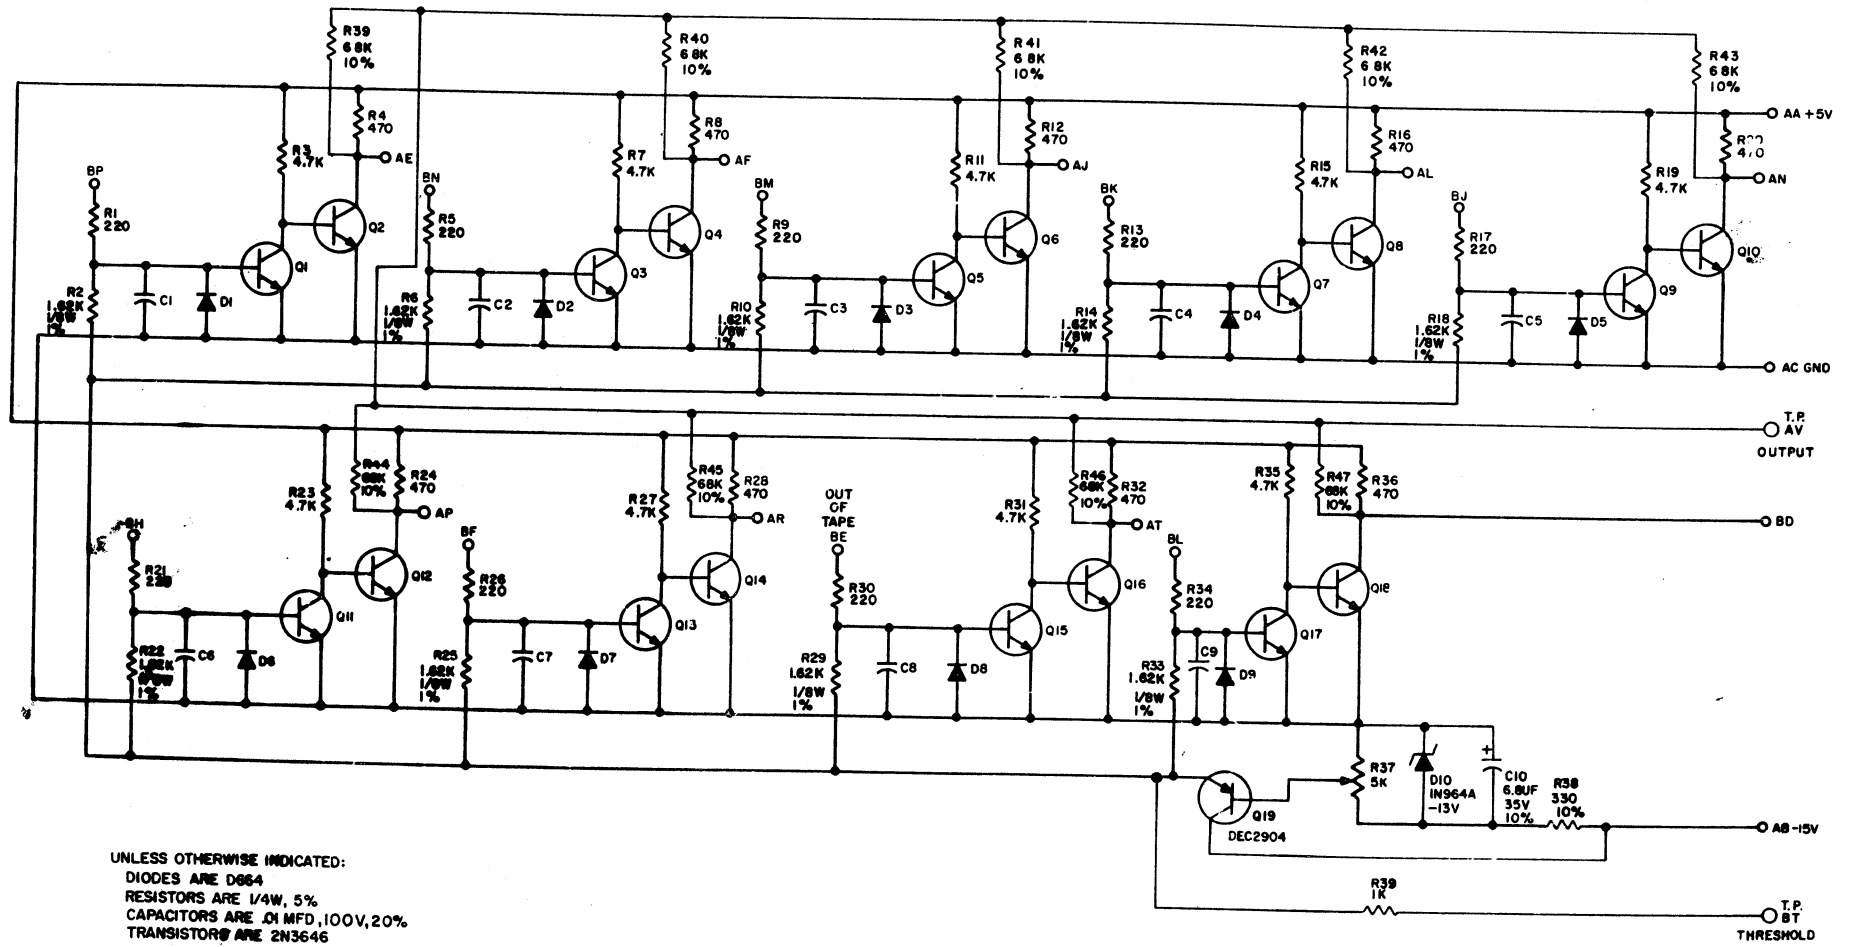 R39
68K
10%
R40
68K
10%
R41
68K
10%
R42
68K
10%
R43
68K
10%
R4
470
R8
470
R12
470
R16
470
AA +5V
R3
4.7K
AE
R7
4.7K
AF
R11
4.7K
AJ
R15
4.7K
AL
R19
4.7K
AN
BP
BN
BM
BK
BJ
R1
220
Q2
R5
220
Q4
R9
220
Q6
R13
220
Q8
R17
220
Q10
Q1
Q3
Q5
Q7
Q9
R2
1.62K
1/8W
1%
C1
D1
R6
1.62K
1/8W
1%
C2
D2
R10
1.62K
1/8W
1%
C3
D3
R14
1.62K
1/8W
1%
C4
D4
R18
1.62K
1/8W
1%
C5
D5
AC GND
T.P.
AV
OUTPUT
R44
68K
10%
R24
470
R45
68K
10%
R28
470
R46
68K
10%
R32
470
R35
4.7K
R47
68K
10%
R36
470
R23
4.7K
AP
R27
4.7K
AR
OUT
OF
TAPE
BE
R31
4.7K
AT
BD
BH
BF
BL
R21
Q12
R26
220
Q14
R30
220
Q16
R34
220
Q18
Q11
Q13
Q15
Q17
R22
1.62K
1/8W
1%
C6
D6
R25
1.62K
1/8W
1%
C7
D7
R29
1.62K
1/8W
1%
C8
D8
R33
1.62K
1/8W
1%
C9
D9
R37
5K
D10
1N964A
-13V
C10
6.8UF
35V
10%
R38
330
10%
AB -15V
Q19
DEC2904
R39
1K
T.P.
BT
THRESHOLD
UNLESS OTHERWISE INDICATED:
DIODES ARE D664
RESISTORS ARE 1/4W, 5%
CAPACITORS ARE .01 MFD, 100V, 20%
TRANSISTORS ARE 2N3646